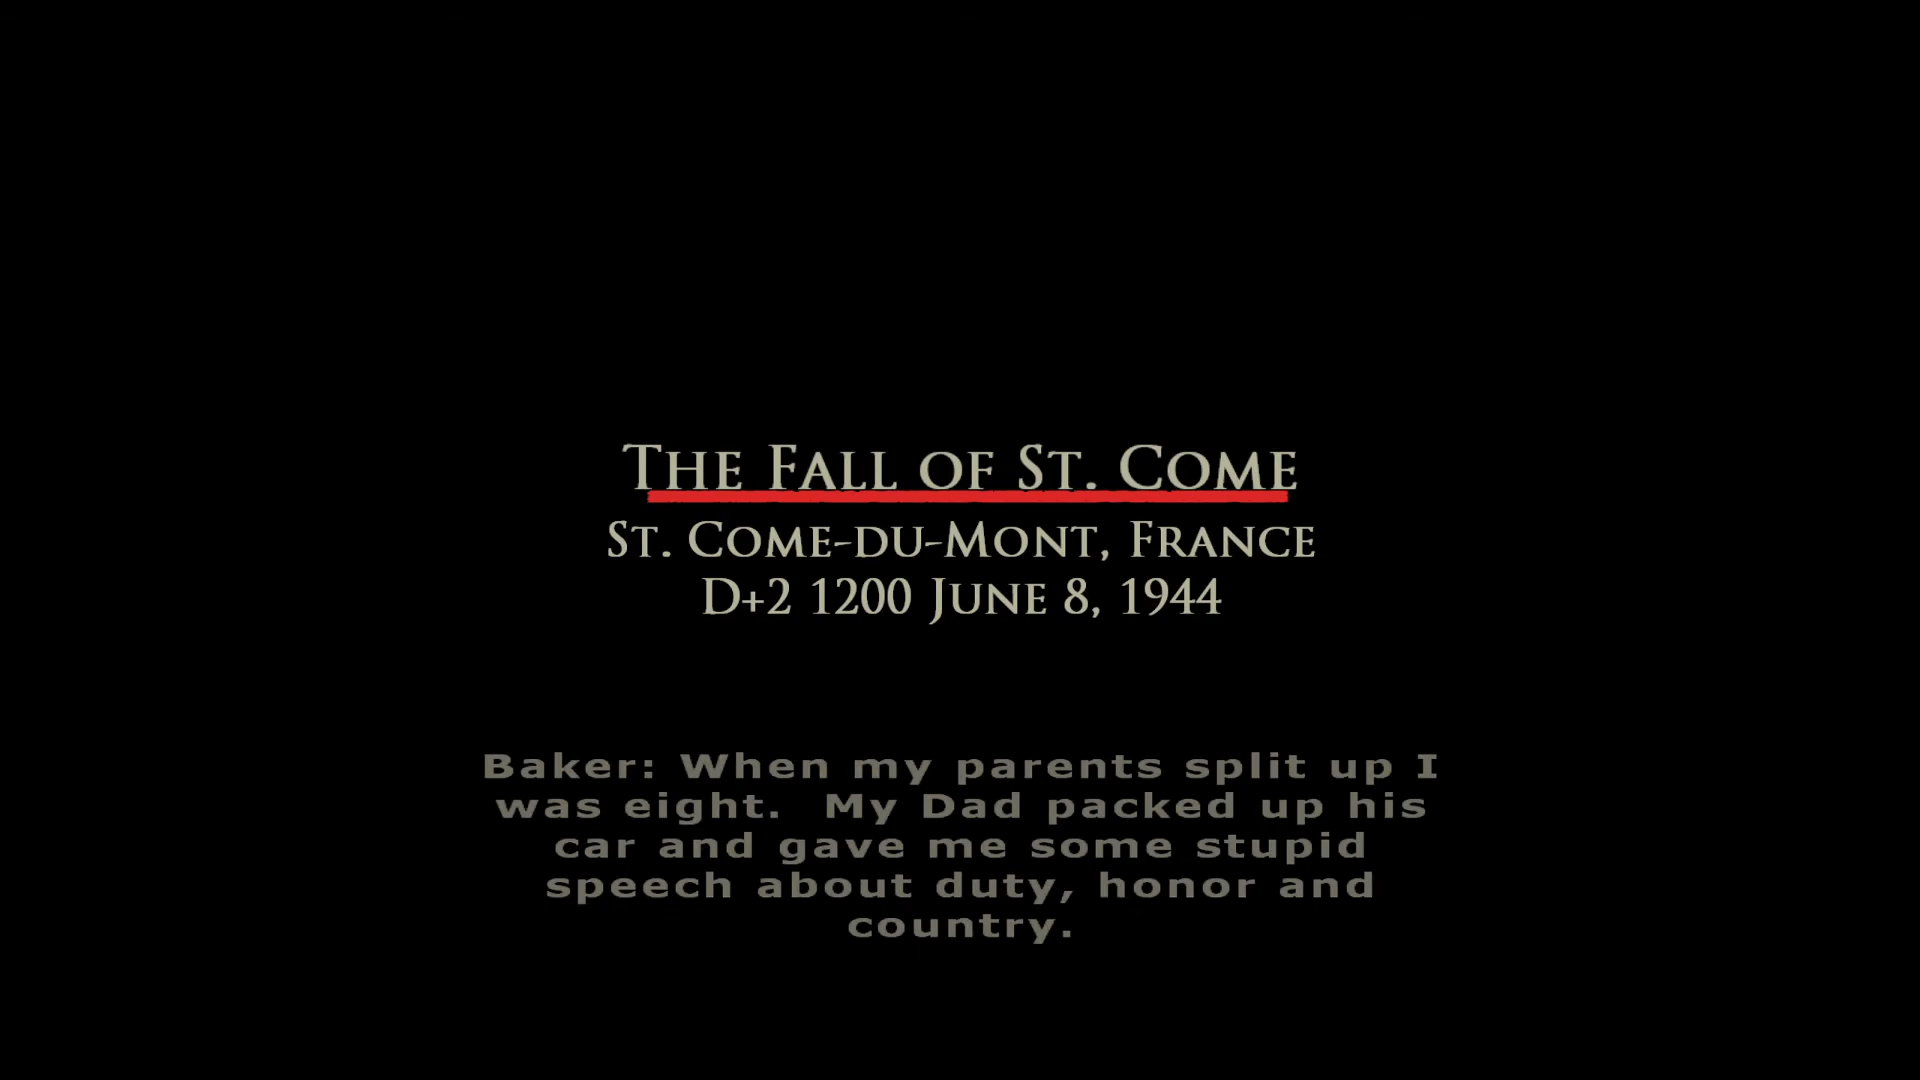 The Fall of St. Come
St. Come-du-Mont, France
D+2 1200 June 8, 1944
Baker: When my parents split up I
was eight.  My Dad packed up his
car and gave me some stupid
speech about duty, honor and
country.